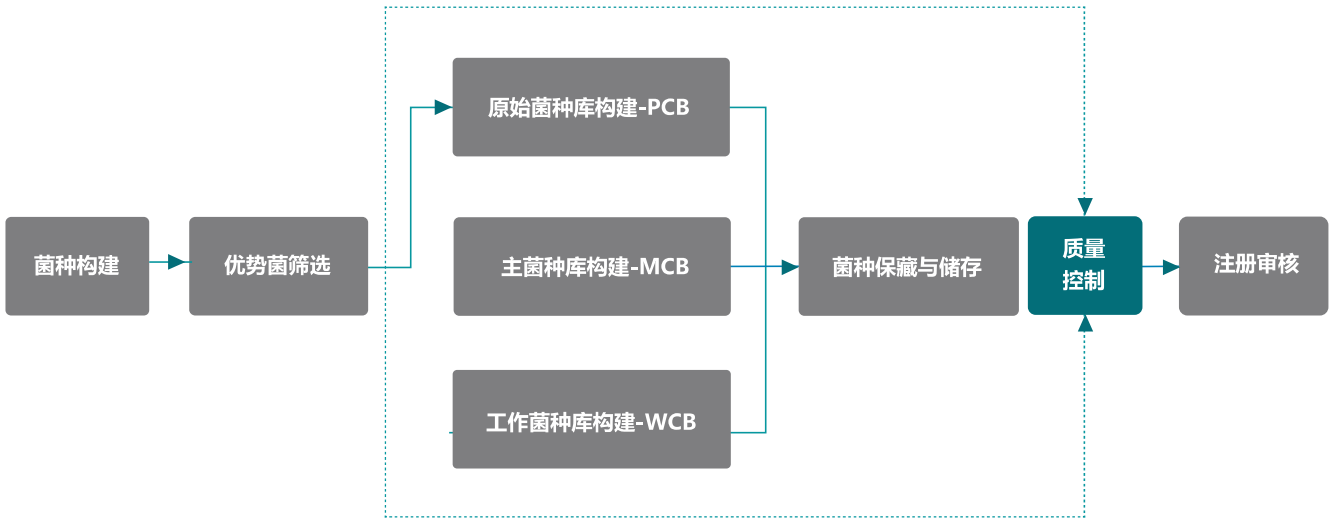 菌种构建
优势菌筛选
原始菌种库构建-PCB
主菌种库构建-MCB
工作菌种库构建-WCB
菌种保藏与储存
质量
控制
注册审核